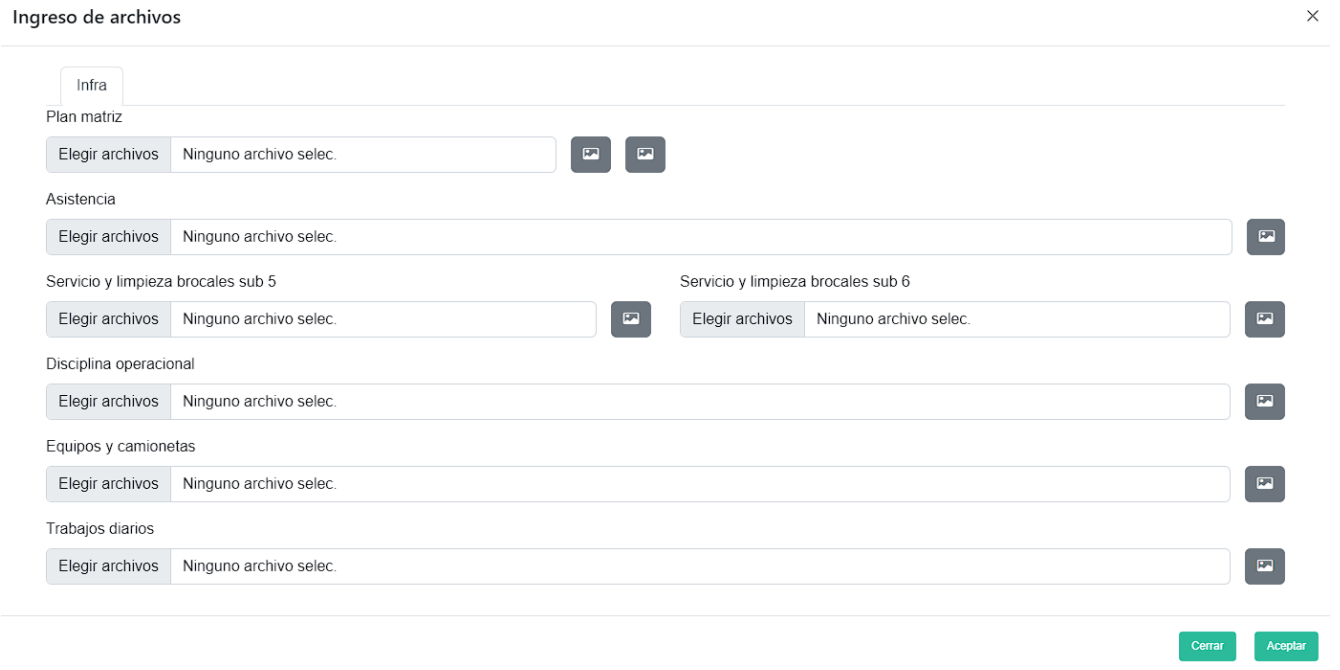 Ingreso de archivos
Infra
Plan matriz
Elegir archivos Ninguno archivo selec.
Asistencia
Elegir archivos Ninguno archivo selec.
Servicio y limpieza brocales sub 5 Servicio y limpieza brocales sub 6
Elegir archivos Ninguno archivo selec. Elegir archivos Ninguno archivo selec.
Disciplina operacional
Elegir archivos Ninguno archivo selec.
Equipos y camionetas
Elegir archivos Ninguno archivo selec.
Trabajos diarios
Elegir archivos Ninguno archivo selec.
Cerrar Aceptar